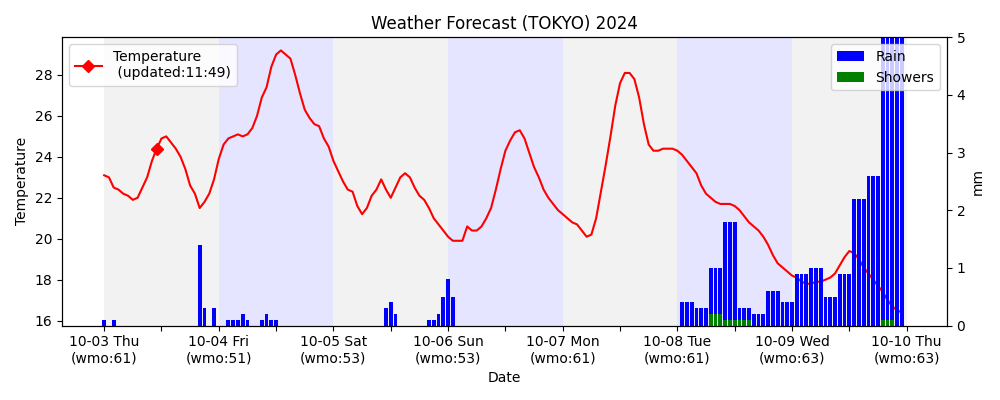 Weather Forecast (TOKYO) 2024
Temperature
(updated:11:49)
Rain
Showers
Temperature
28
26
24
22
20
18
16
5
4
3
2
1
0
mm
10-03 Thu
(wmo:61)
10-04 Fri
(wmo:51)
10-05 Sat
(wmo:53)
10-06 Sun
(wmo:53)
10-07 Mon
(wmo:61)
10-08 Tue
(wmo:61)
10-09 Wed
(wmo:63)
10-10 Thu
(wmo:63)
Date